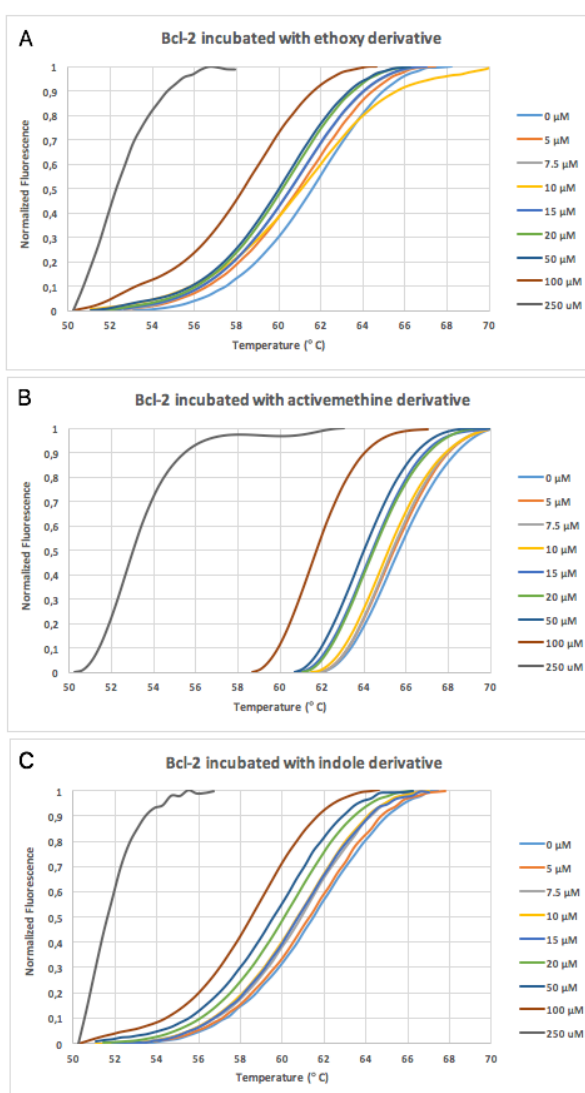 A
Bcl-2 incubated with ethoxy derivative
Normalized Fluorescence
1
0,9
0,8
0,7
0,6
0,5
0,4
0,3
0,2
0,1
0
50 52 54 56 58 60 62 64 66 68 70
Temperature (° C)
0 µM
5 µM
7.5 µM
10 µM
15 µM
20 µM
50 µM
100 µM
250 uM
B
Bcl-2 incubated with activemethine derivative
Normalized Fluorescence
1
0,9
0,8
0,7
0,6
0,5
0,4
0,3
0,2
0,1
0
50 52 54 56 58 60 62 64 66 68 70
Temperature (° C)
0 µM
5 µM
7.5 µM
10 µM
15 µM
20 µM
50 µM
100 µM
250 uM
C
Bcl-2 incubated with indole derivative
Normalized Fluorescence
1
0,9
0,8
0,7
0,6
0,5
0,4
0,3
0,2
0,1
0
50 52 54 56 58 60 62 64 66 68 70
Temperature (° C)
0 µM
5 µM
7.5 µM
10 µM
15 µM
20 µM
50 µM
100 µM
250 uM